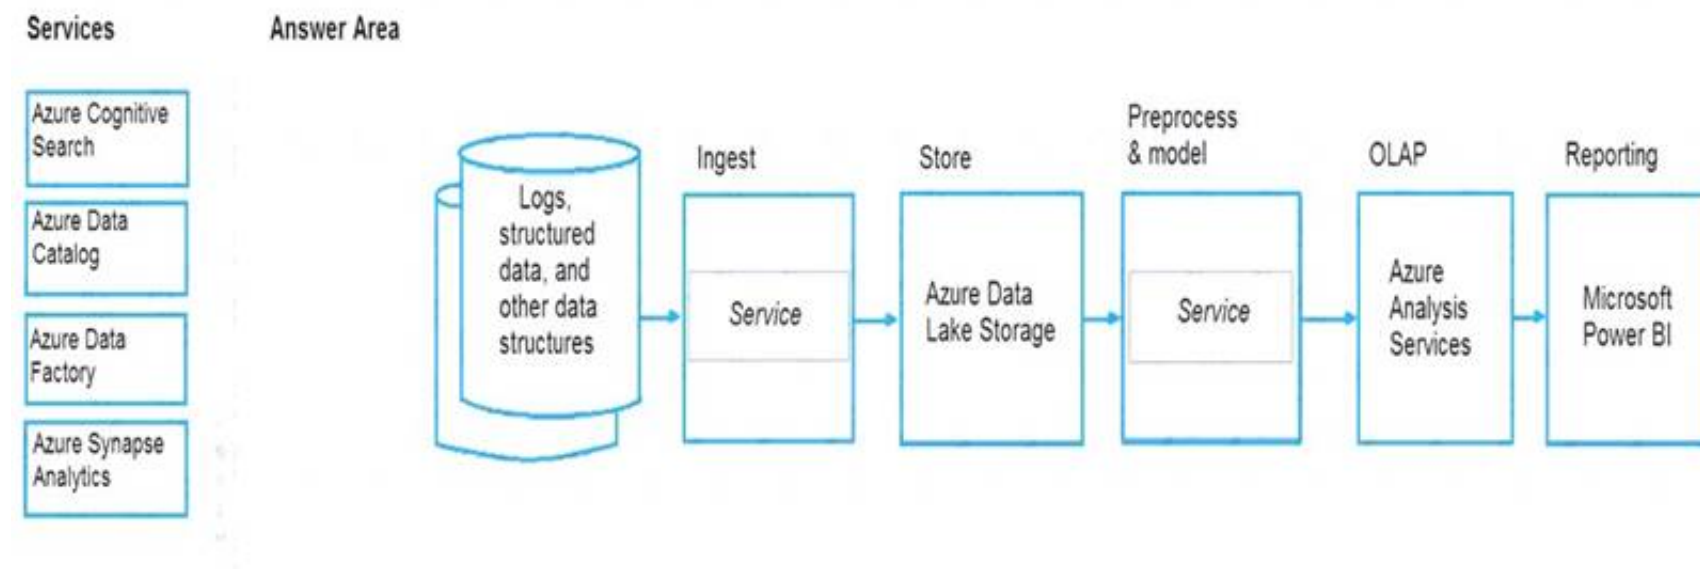 Services
Answer Area
Azure Cognitive
Search
Azure Data
Catalog
Azure Data
Factory
Azure Synapse
Analytics
Logs,
structured
data, and
other data
structures
Ingest
Service
Store
Azure Data
Lake Storage
Preprocess
& model
Service
OLAP
Azure
Analysis
Services
Reporting
Microsoft
Power BI